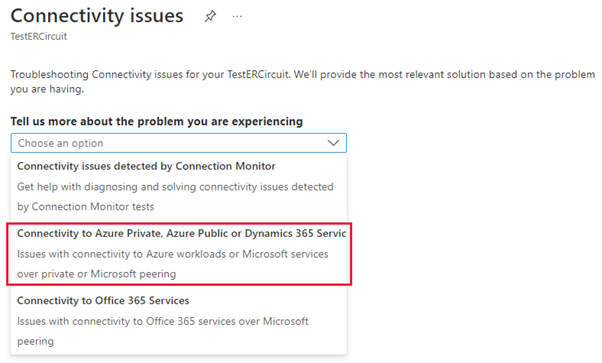 Connectivity issues
...
TestERCircuit
Troubleshooting Connectivity issues for your TestERCircuit. We'll provide the most relevant solution based on the problem
you are having.
Tell us more about the problem you are experiencing
Choose an option
Connectivity issues detected by Connection Monitor
Get help with diagnosing and solving connectivity issues detected
by Connection Monitor tests
Connectivity to Azure Private, Azure Public or Dynamics 365 Servic
Issues with connectivity to Azure workloads or Microsoft services
over private or Microsoft peering
Connectivity to Office 365 Services
Issues with connectivity to Office 365 services over Microsoft
peering